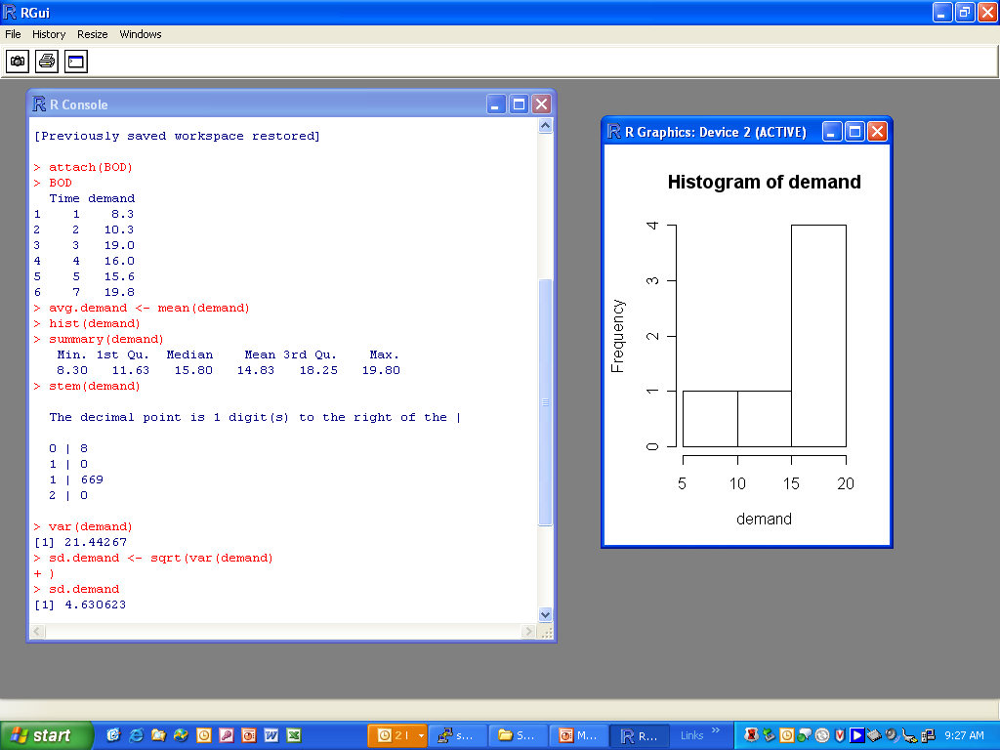 RGui
File History Resize Windows
R Console
[Previously saved workspace restored]
> attach(BOD)
> BOD
  Time demand
1    1    8.3
2    2   10.3
3    3   19.0
4    4   16.0
5    5   15.6
6    7   19.8
> avg.demand <- mean(demand)
> hist(demand)
> summary(demand)
   Min. 1st Qu.  Median    Mean 3rd Qu.    Max.
   8.30   11.63   15.80   14.83   18.25   19.80
> stem(demand)
  The decimal point is 1 digit(s) to the right of the |
  0 | 8
  1 | 0
  1 | 669
  2 | 0
> var(demand)
[1] 21.44267
> sd.demand <- sqrt(var(demand)
+ )
> sd.demand
[1] 4.630623
R Graphics: Device 2 (ACTIVE)
Histogram of demand
Frequency
4
3
2
1
0
5 10 15 20
demand
start
2 I
s...
S...
M...
R...
Links »
9:27 AM